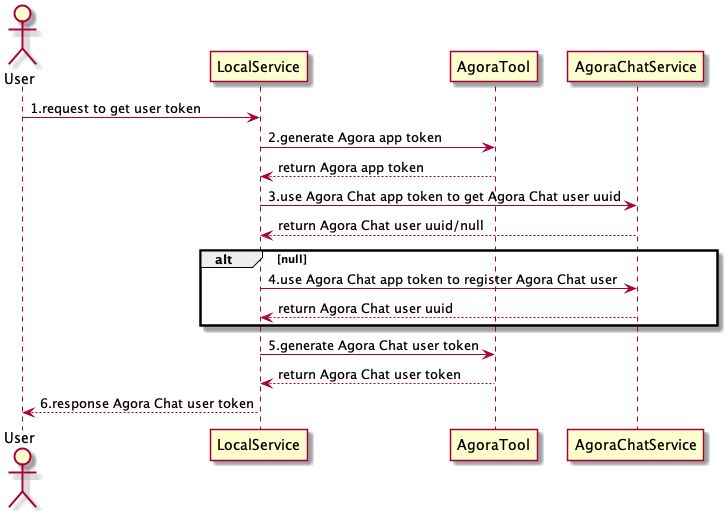 User
LocalService
AgoraTool
AgoraChatService
1.request to get user token
2.generate Agora app token
return Agora app token
3.use Agora Chat app token to get Agora Chat user uuid
return Agora Chat user uuid/null
alt [null]
4.use Agora Chat app token to register Agora Chat user
return Agora Chat user uuid
5.generate Agora Chat user token
return Agora Chat user token
6.response Agora Chat user token
User
LocalService
AgoraTool
AgoraChatService